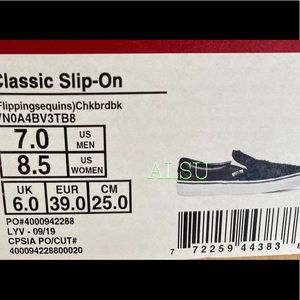 Classic Slip-On
Flippingsequins)Chkbrdbk
VN0A4BV3TB8
7.0 US MEN
8.5 US WOMEN
ALSU
UK EUR CM
6.0 39.0 25.0
PO#4000942288
LYV - 09/19
CPSIA PO/CUT#
400094228800020
7 72259 44383 8